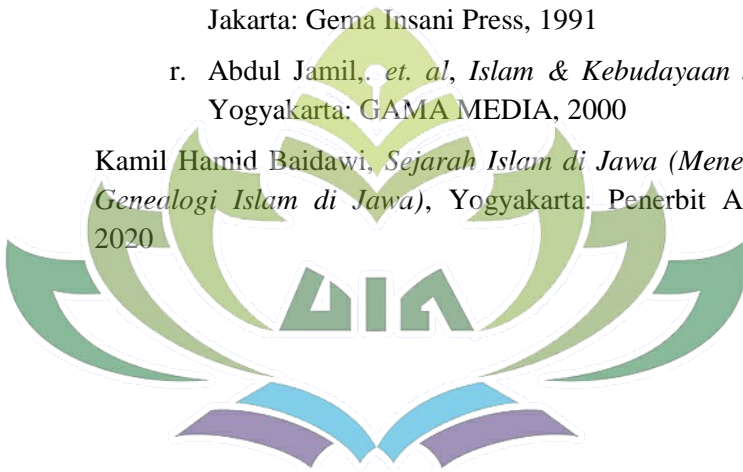 Jakarta: Gema Insani Press, 1991
r. Abdul Jamil,. et. al, Islam & Kebudayaan
Yogyakarta: GAMA MEDIA, 2000
Kamil Hamid Baidawi, Sejarah Islam di Jawa (Mene
Genealogi Islam di Jawa), Yogyakarta: Penerbit A
2020
UIN